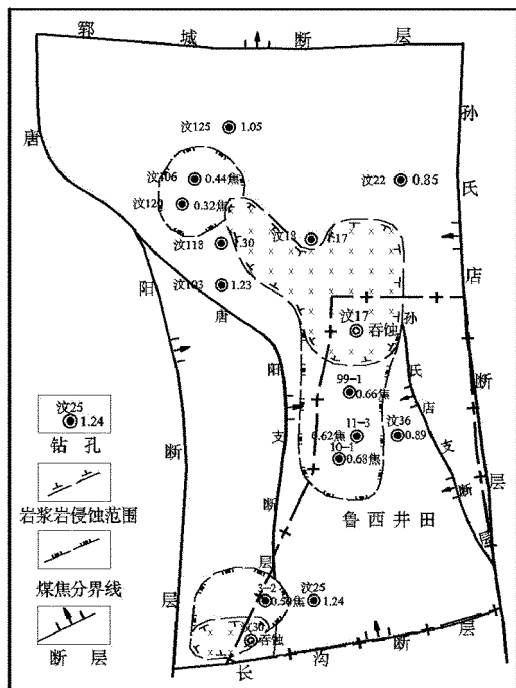 郓城断层
唐阳断层
孙氏店断层
汶125 1.05
汶106 0.44焦
汶120 0.32焦
汶22 0.85
汶118 1.30
汶18 1.17
汶103 1.23
唐阳支断层
汶17 吞蚀
孙氏店支断层
99-1 0.66焦
11-3 0.62焦
汶36 0.89
10-1 0.68焦
鲁西井田
3-2 0.50焦
汶25 1.24
汶30 吞蚀
长沟断层
汶25
1.24
钻孔
岩浆岩侵蚀范围
煤焦分界线
断层